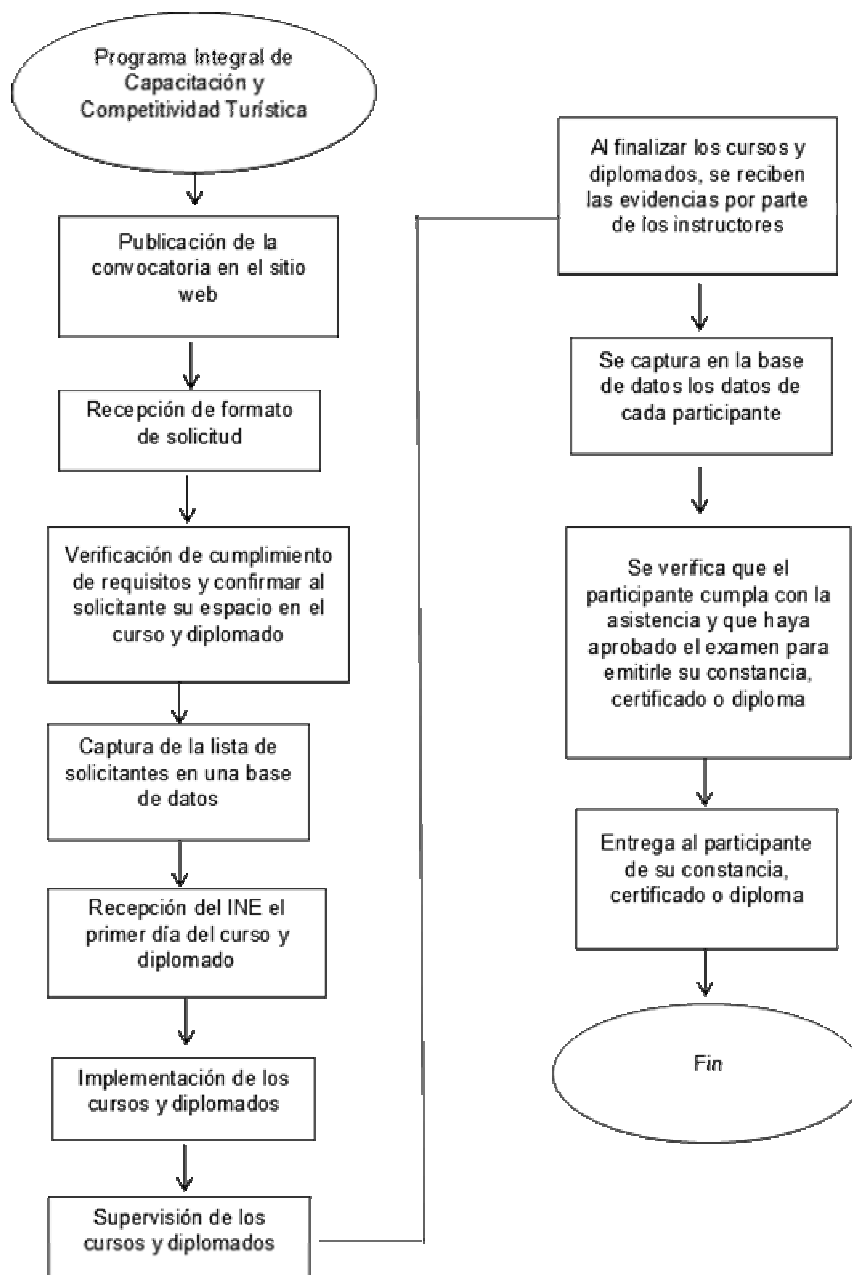 Programa Integral de
Capacitación y
Competitividad Turística
Publicación de la
convocatoria en el sitio
web
Recepción de formato
de solicitud
Verificación de cumplimiento
de requisitos y confirmar al
solicitante su espacio en el
curso y diplomado
Captura de la lista de
solicitantes en una base
de datos
Recepción del INE el
primer día del curso y
diplomado
Implementación de los
cursos y diplomados
Supervisión de los
cursos y diplomados
Al finalizar los cursos y
diplomados, se reciben
las evidencias por parte
de los instructores
Se captura en la base
de datos los datos de
cada participante
Se verifica que el
participante cumpla con la
asistencia y que haya
aprobado el examen para
emitirle su constancia,
certificado o diploma
Entrega al participante
de su constancia,
certificado o diploma
Fin